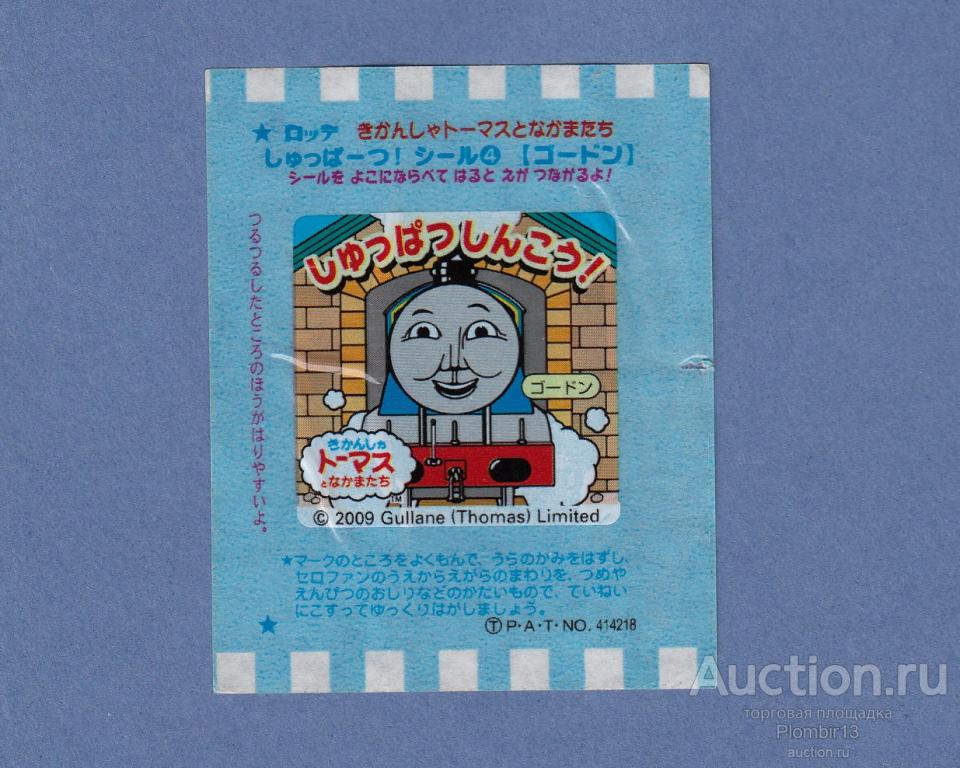 ★ ロッテ きかんしゃトーマスとなかまたち
しゅっぱーつ! シール④ 【ゴードン】
シールを よこにならべて はると えが つながるよ!
つるつるしたところのほうがはりやすいよ。
しゅっぱつしんこう!
ゴードン
きかんしゃ
トーマス
となかまたち
TM
© 2009 Gullane (Thomas) Limited
★マークのところをよくもんで、うらのかみをはずし、
セロファンのうえからえがらのまわりを、つめや
えんぴつのおしりなどのかたいもので、ていねい
にこすってゆっくりはがしましょう。
★
Ⓣ P・A・T・NO. 414218
Auction.ru
торговая площадка
Plombir13
auction.ru